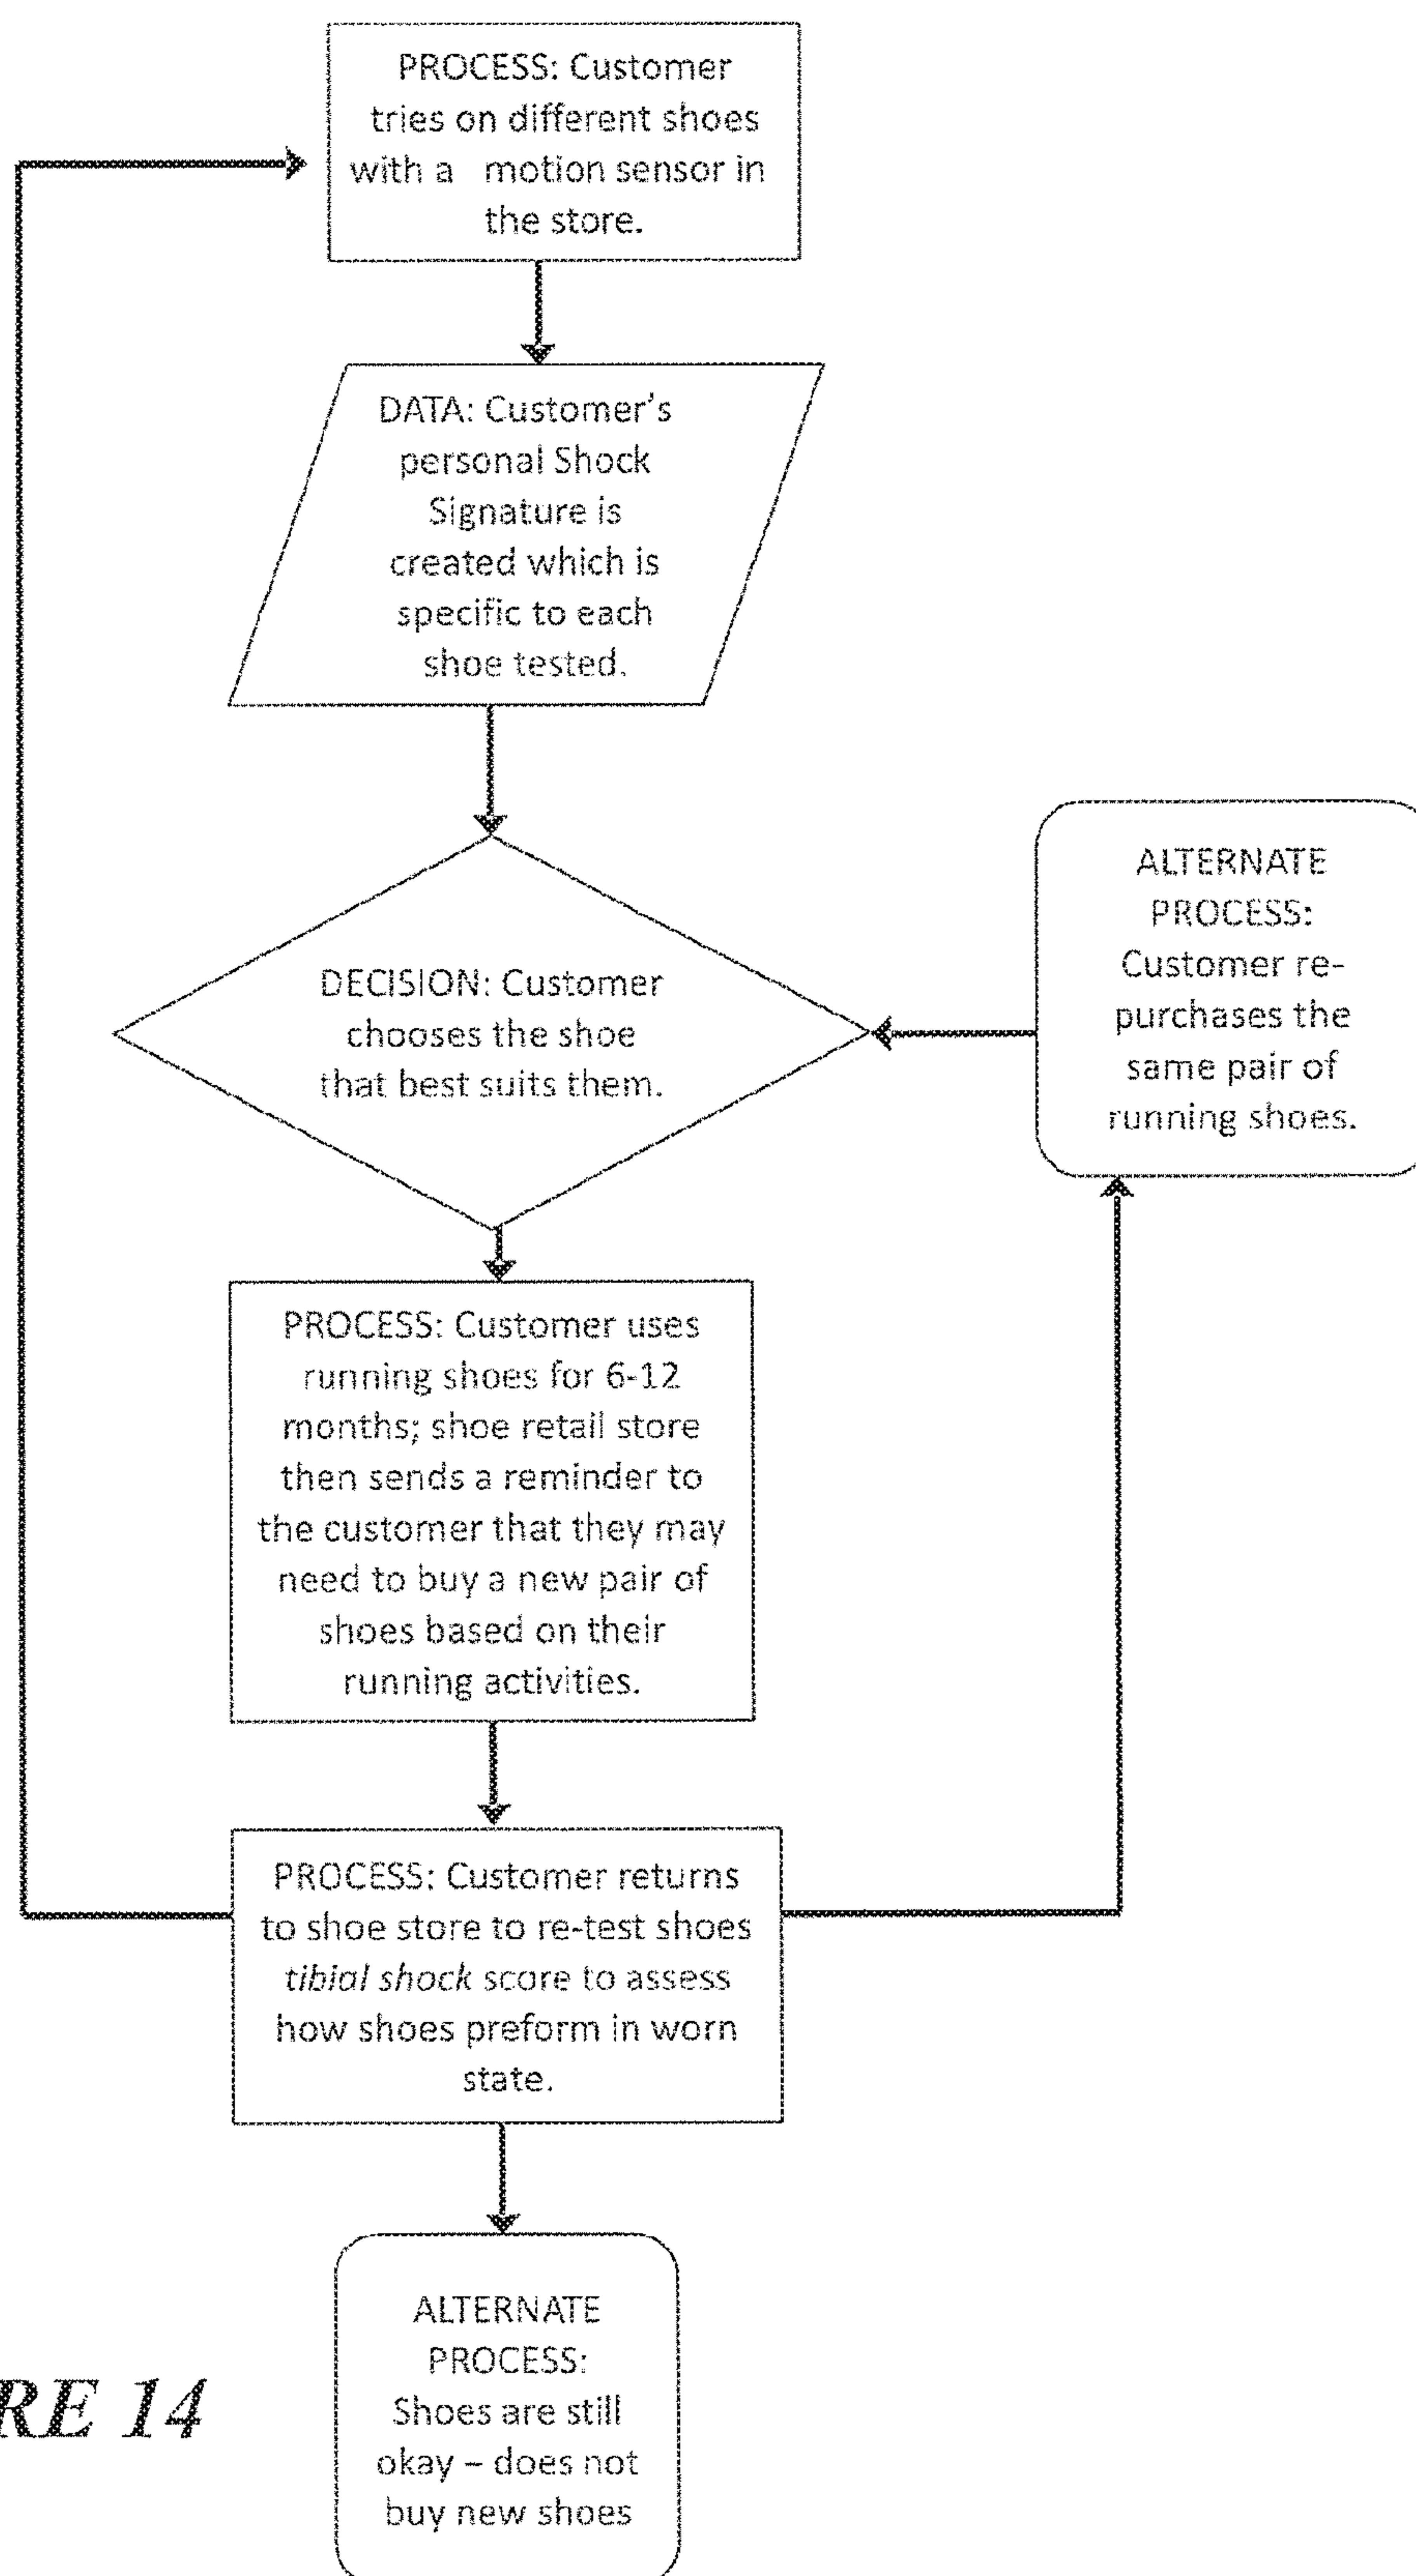 PROCESS: Customer
tries on different shoes
with a motion sensor in
the store.
DATA: Customer's
personal Shock
Signature is
created which is
specific to each
shoe tested.
DECISION: Customer
chooses the shoe
that best suits them.
ALTERNATE
PROCESS:
Customer re-
purchases the
same pair of
running shoes.
PROCESS: Customer uses
running shoes for 6-12
months; shoe retail store
then sends a reminder to
the customer that they may
need to buy a new pair of
shoes based on their
running activities.
PROCESS: Customer returns
to shoe store to re-test shoes
tibial shock score to assess
how shoes preform in worn
state.
ALTERNATE
PROCESS:
Shoes are still
okay – does not
buy new shoes
RE 14